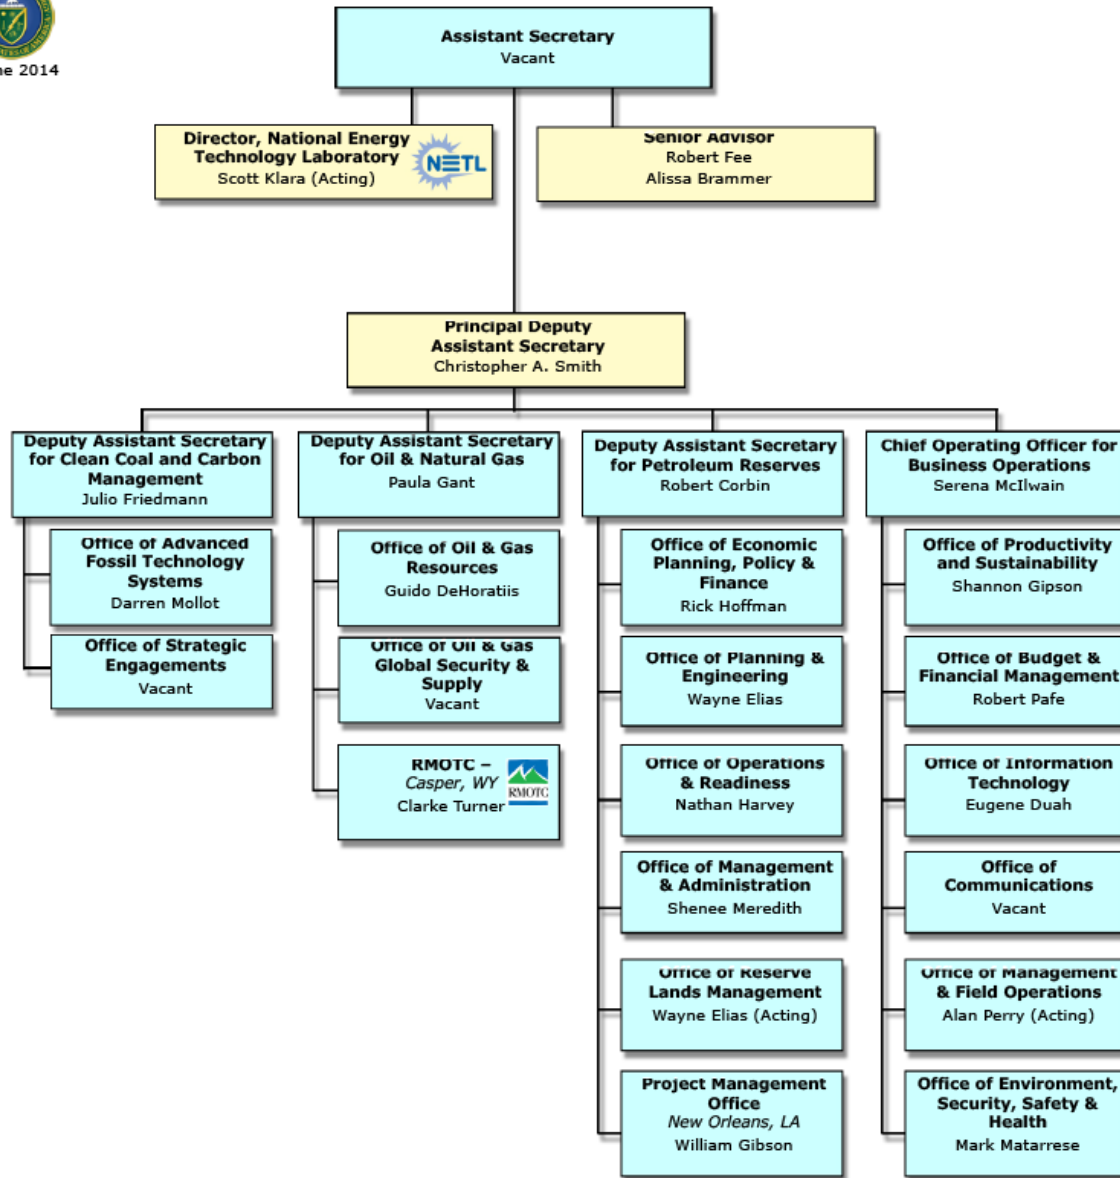 2014
Assistant Secretary
Vacant
Director, National Energy
Technology Laboratory
Scott Klara (Acting)
NETL
Senior Advisor
Robert Fee
Alissa Brammer
Principal Deputy
Assistant Secretary
Christopher A. Smith
Deputy Assistant Secretary
for Clean Coal and Carbon
Management
Julio Friedmann
Office of Advanced
Fossil Technology
Systems
Darren Mollot
Office of Strategic
Engagements
Vacant
Deputy Assistant Secretary
for Oil & Natural Gas
Paula Gant
Office of Oil & Gas
Resources
Guido DeHoratiis
Office of Oil & Gas
Global Security &
Supply
Vacant
RMOTC –
Casper, WY
Clarke Turner
RMOTC
Deputy Assistant Secretary
for Petroleum Reserves
Robert Corbin
Office of Economic
Planning, Policy &
Finance
Rick Hoffman
Office of Planning &
Engineering
Wayne Elias
Office of Operations
& Readiness
Nathan Harvey
Office of Management
& Administration
Shenee Meredith
Office of Reserve
Lands Management
Wayne Elias (Acting)
Project Management
Office
New Orleans, LA
William Gibson
Chief Operating Officer for
Business Operations
Serena McIlwain
Office of Productivity
and Sustainability
Shannon Gipson
Office of Budget &
Financial Management
Robert Pafe
Office of Information
Technology
Eugene Duah
Office of
Communications
Vacant
Office of Management
& Field Operations
Alan Perry (Acting)
Office of Environment,
Security, Safety &
Health
Mark Matarrese